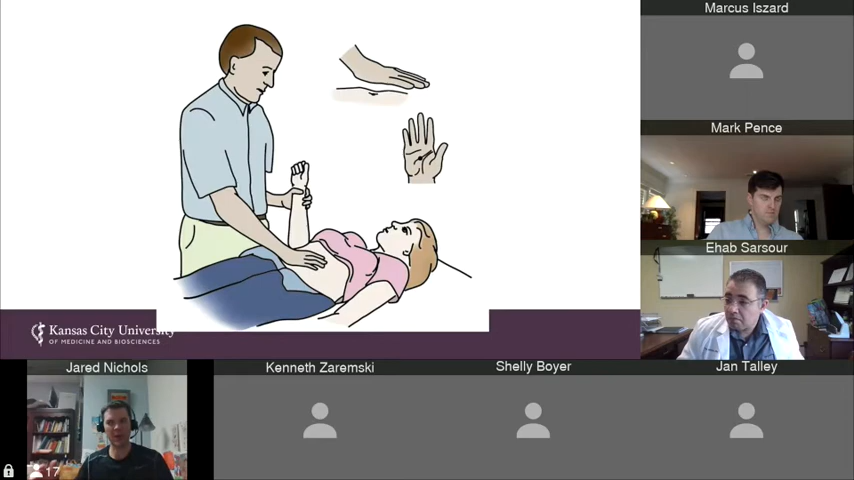 Marcus Iszard
Mark Pence
Ehab Sarsour
Kansas City University
OF MEDICINE AND BIOSCIENCES
Jared Nichols
Kenneth Zaremski
Shelly Boyer
Jan Talley
17